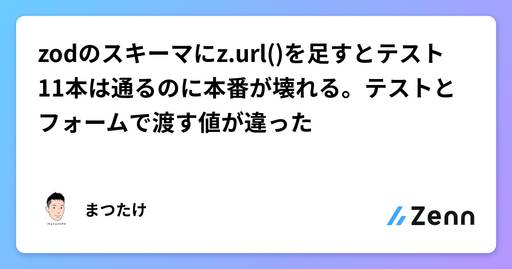 zodのスキーマにz.url()を足すとテスト
11本は通るのに本番が壊れる。テストと
フォームで渡す値が違った
まつたけ
Zenn